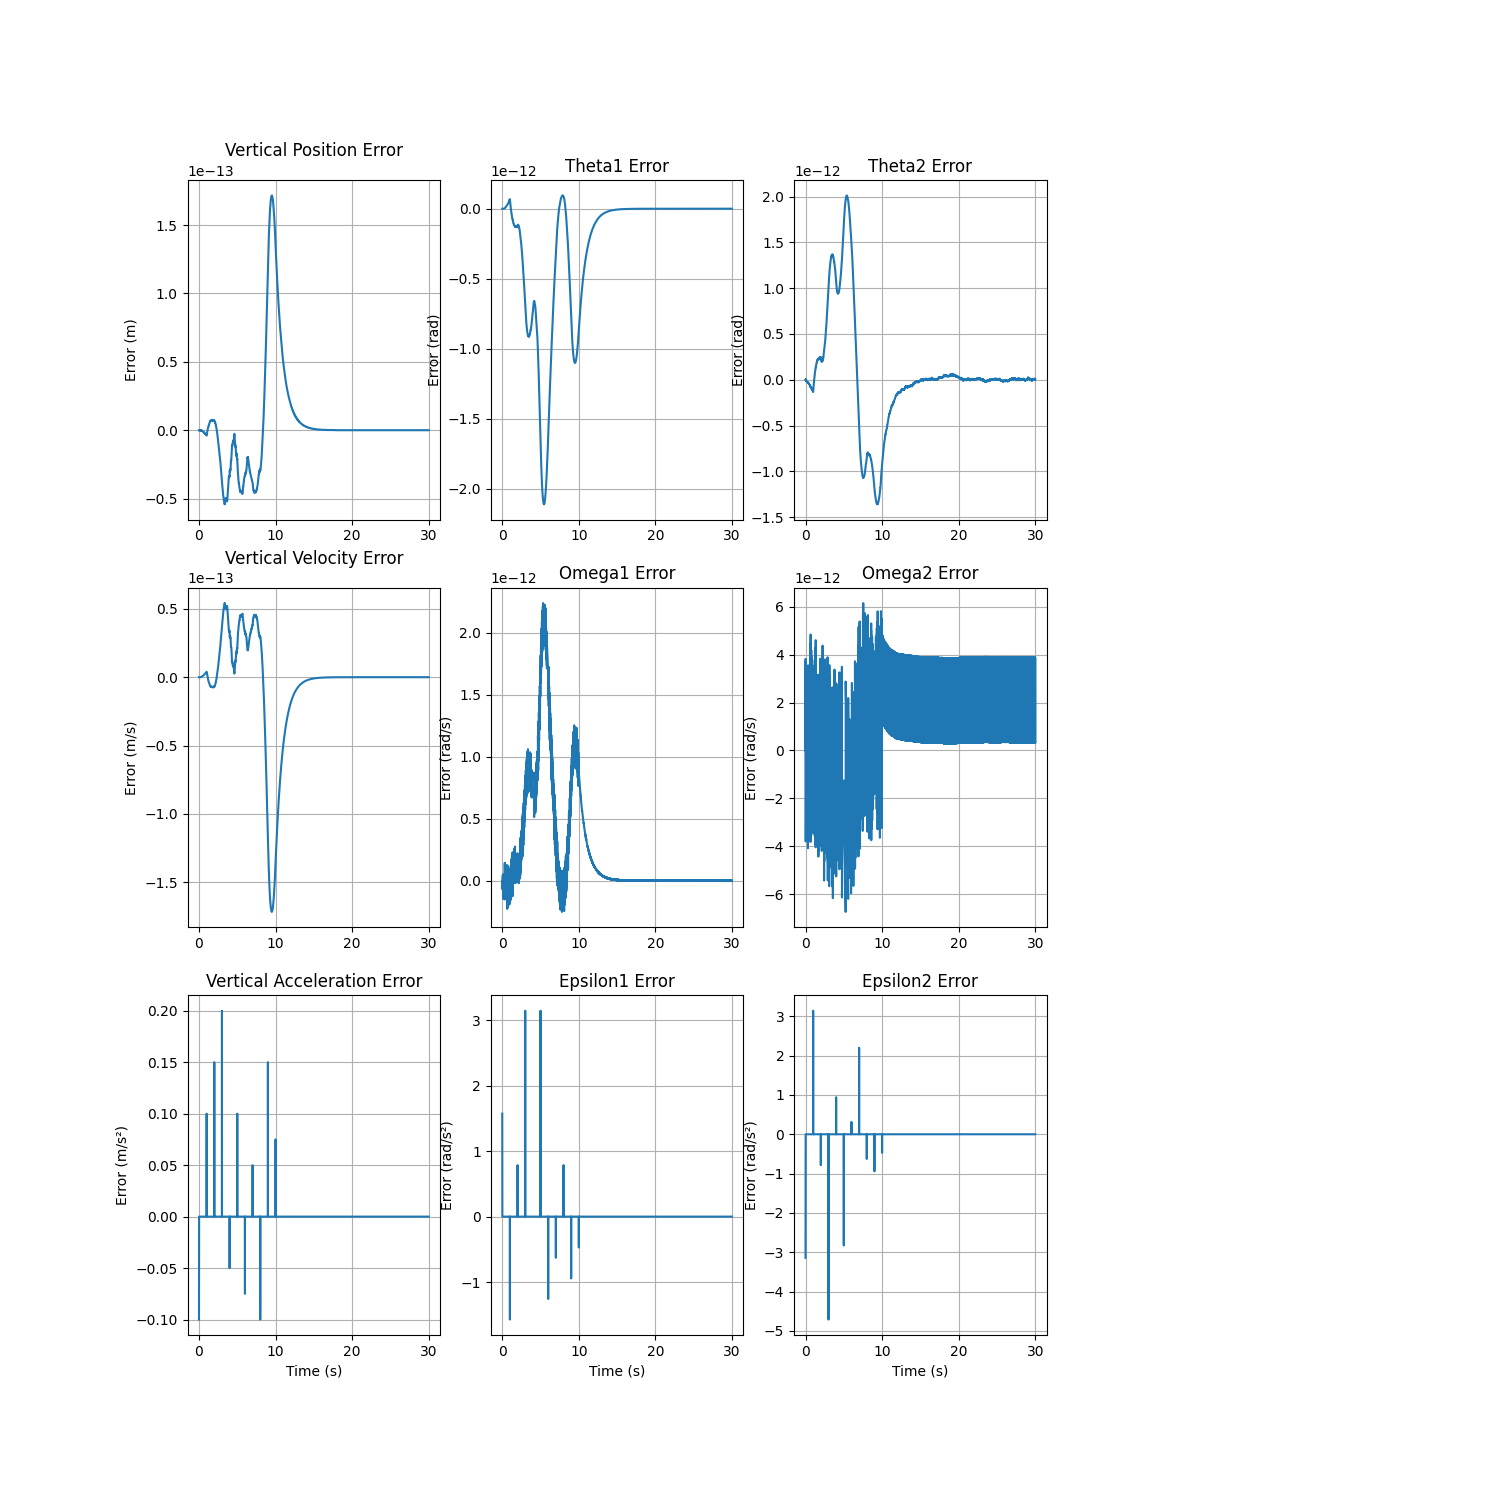 Vertical Position Error
1e−13
Error (m)
1.5
1.0
0.5
0.0
−0.5
0 10 20 30
Theta1 Error
1e−12
Error (rad)
0.0
−0.5
−1.0
−1.5
−2.0
0 10 20 30
Theta2 Error
1e−12
Error (rad)
2.0
1.5
1.0
0.5
0.0
−0.5
−1.0
−1.5
0 10 20 30
Vertical Velocity Error
1e−13
Error (m/s)
0.5
0.0
−0.5
−1.0
−1.5
0 10 20 30
Omega1 Error
1e−12
Error (rad/s)
2.0
1.5
1.0
0.5
0.0
0 10 20 30
Omega2 Error
1e−12
Error (rad/s)
6
4
2
0
−2
−4
−6
0 10 20 30
Vertical Acceleration Error
Error (m/s²)
0.20
0.15
0.10
0.05
0.00
−0.05
−0.10
0 10 20 30
Time (s)
Epsilon1 Error
Error (rad/s²)
3
2
1
0
−1
0 10 20 30
Time (s)
Epsilon2 Error
Error (rad/s²)
3
2
1
0
−1
−2
−3
−4
−5
0 10 20 30
Time (s)